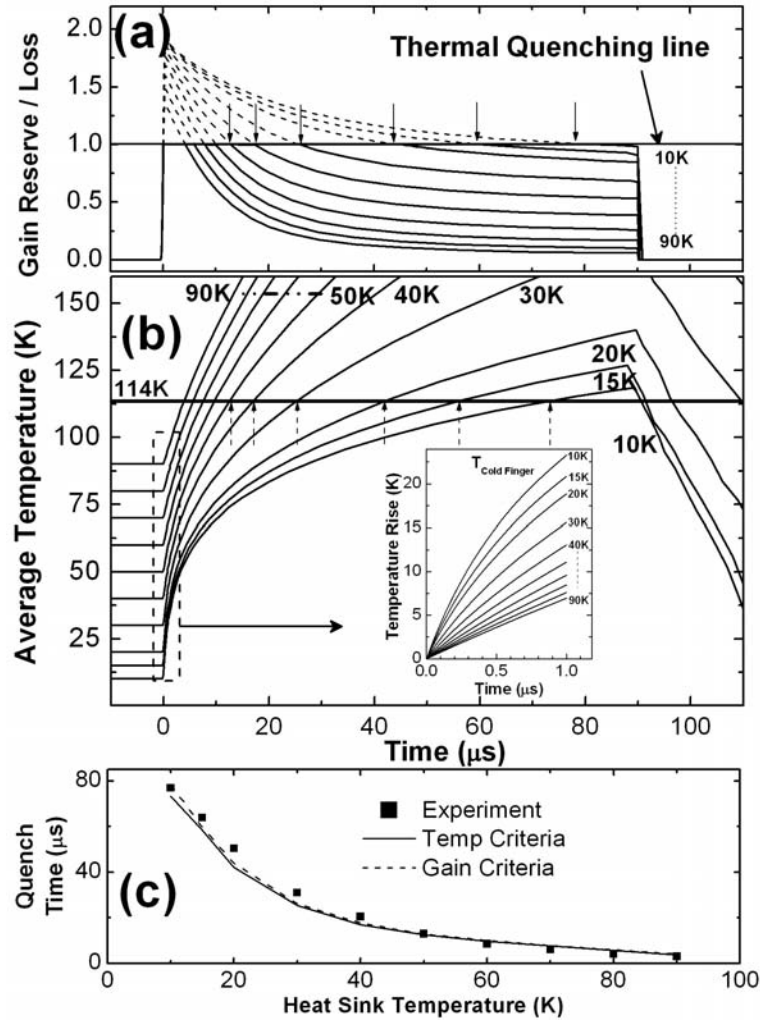 (a)
Gain Reserve / Loss
2.0
1.5
1.0
0.5
0.0
Thermal Quenching line
10K
90K
(b)
Average Temperature (K)
150
125
100
75
50
25
114K
90K
50K
40K
30K
20K
15K
10K
T Cold Finger
Temperature Rise (K)
20
15
10
5
0
10K
15K
20K
30K
40K
90K
0.0
0.5
1.0
Time (μs)
0
20
40
60
80
100
Time (μs)
(c)
Quench
Time (μs)
80
40
0
Experiment
Temp Criteria
Gain Criteria
0
20
40
60
80
100
Heat Sink Temperature (K)